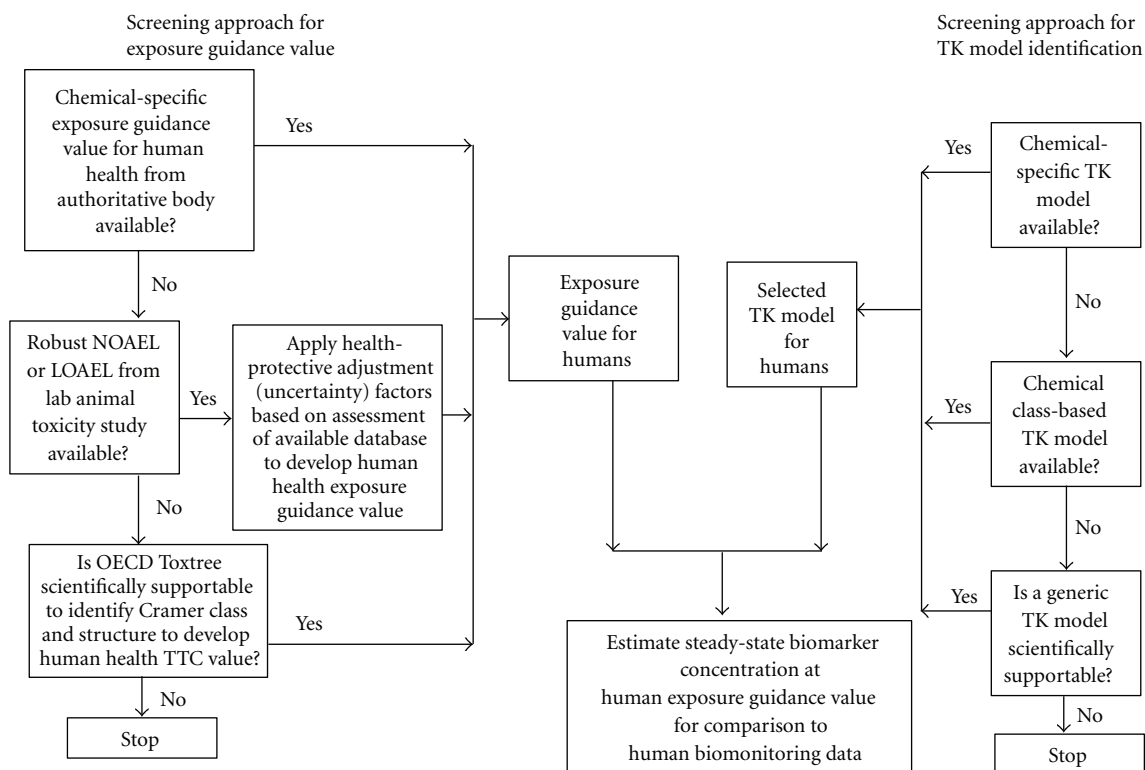 Screening approach for
exposure guidance value
Chemical-specific
exposure guidance
value for human
health from
authoritative body
available?
Yes
No
Robust NOAEL
or LOAEL from
lab animal
toxicity study
available?
Yes
Apply health-
protective adjustment
(uncertainty) factors
based on assessment
of available database
to develop human
health exposure
guidance value
No
Is OECD Toxtree
scientifically supportable
to identify Cramer class
and structure to develop
human health TTC value?
Yes
No
Stop
Exposure
guidance
value for
humans
Selected
TK model
for
humans
Estimate steady-state biomarker
concentration at
human exposure guidance value
for comparison to
human biomonitoring data
Screening approach for
TK model identification
Chemical-
specific TK
model
available?
Yes
No
Chemical
class-based
TK model
available?
Yes
No
Is a generic
TK model
scientifically
supportable?
Yes
No
Stop